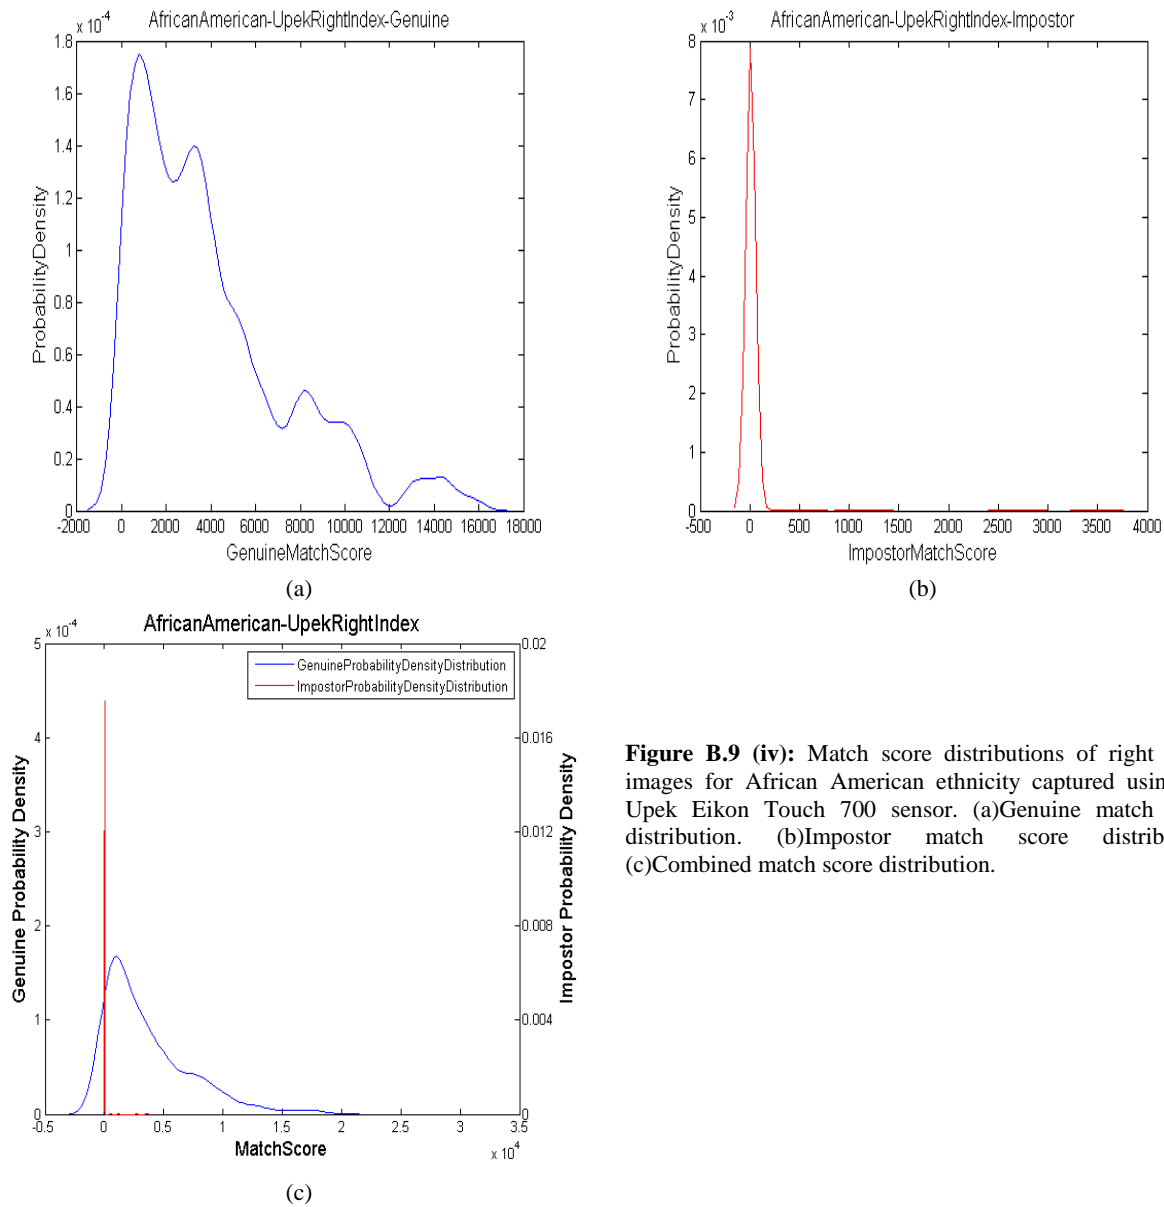 AfricanAmerican-UpekRightIndex-Genuine
x 10-4
1.8
1.6
1.4
1.2
1
0.8
0.6
0.4
0.2
0
ProbabilityDensity
-2000 0 2000 4000 6000 8000 10000 12000 14000 16000 18000
GenuineMatchScore
(a)
AfricanAmerican-UpekRightIndex-Impostor
x 10-3
8
7
6
5
4
3
2
1
0
ProbabilityDensity
-500 0 500 1000 1500 2000 2500 3000 3500 4000
ImpostorMatchScore
(b)
AfricanAmerican-UpekRightIndex
x 10-4
5
4
3
2
1
0
Genuine Probability Density
GenuineProbabilityDensityDistribution
ImpostorProbabilityDensityDistribution
0.02
0.016
0.012
0.008
0.004
0
Impostor Probability Density
-0.5 0 0.5 1 1.5 2 2.5 3 3.5
MatchScore
x 104
(c)
Figure B.9 (iv): Match score distributions of right
images for African American ethnicity captured usin
Upek Eikon Touch 700 sensor. (a)Genuine match
distribution. (b)Impostor match score distrib
(c)Combined match score distribution.